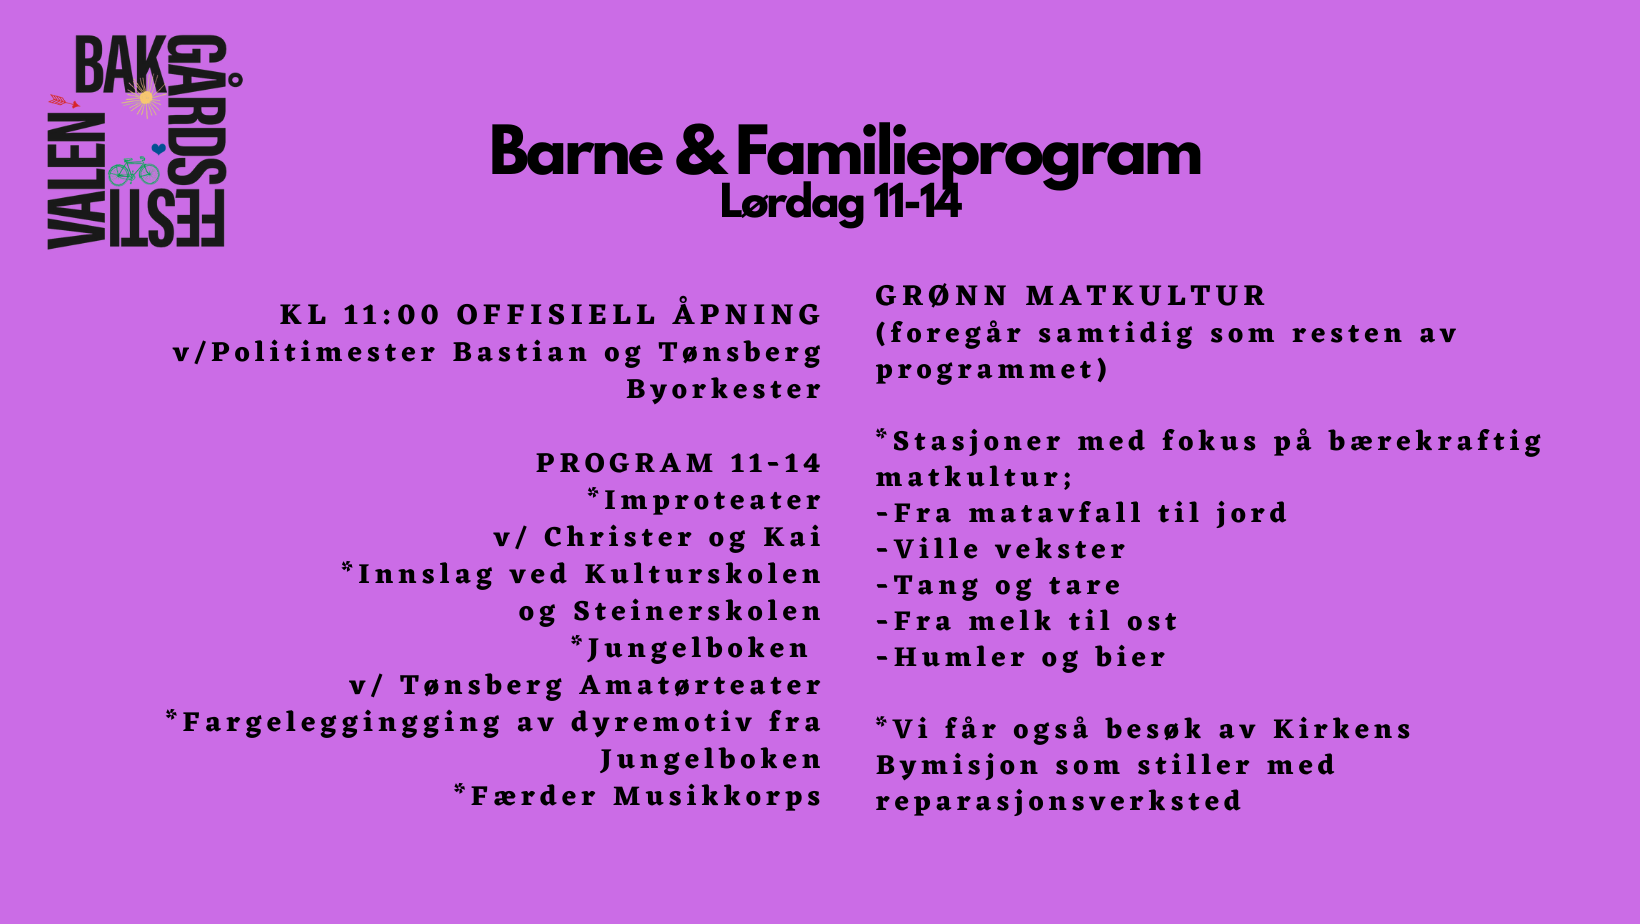 BAK
GÅRDS
FESTI
VALEN
Barne & Familieprogram
Lørdag 11-14
KL 11:00 OFFISIELL ÅPNING
v/Politimester Bastian og Tønsberg
Byorkester
PROGRAM 11-14
*Improteater
v/ Christer og Kai
*Innslag ved Kulturskolen
og Steinerskolen
*Jungelboken
v/ Tønsberg Amatørteater
*Fargeleggingging av dyremotiv fra
Jungelboken
*Færder Musikkorps
GRØNN MATKULTUR
(foregår samtidig som resten av
programmet)
*Stasjoner med fokus på bærekraftig
matkultur;
-Fra matavfall til jord
-Ville vekster
-Tang og tare
-Fra melk til ost
-Humler og bier
*Vi får også besøk av Kirkens
Bymisjon som stiller med
reparasjonsverksted